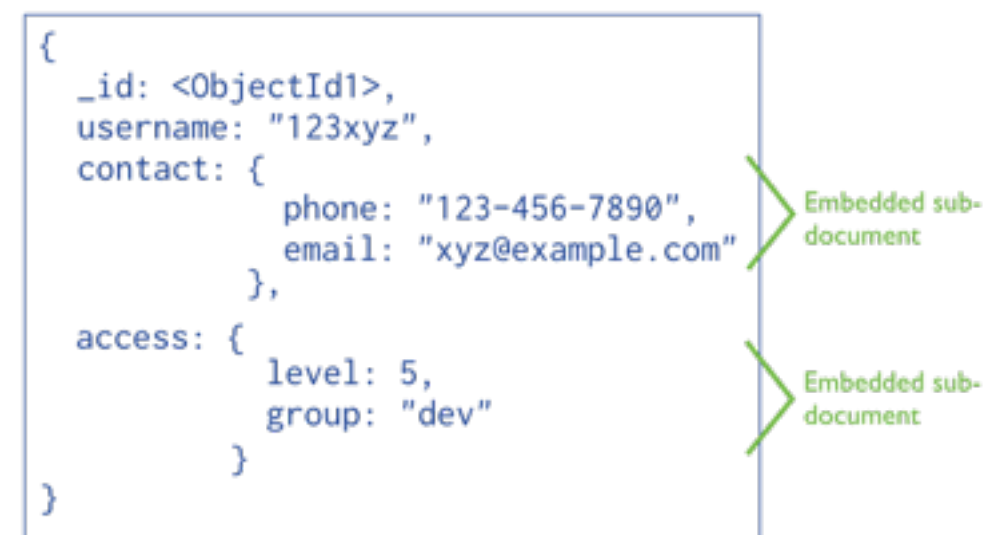 {
_id: <ObjectId1>,
username: "123xyz",
contact: {
phone: "123-456-7890",
email: "xyz@example.com"
},
Embedded sub-
document
access: {
level: 5,
group: "dev"
}
Embedded sub-
document
}